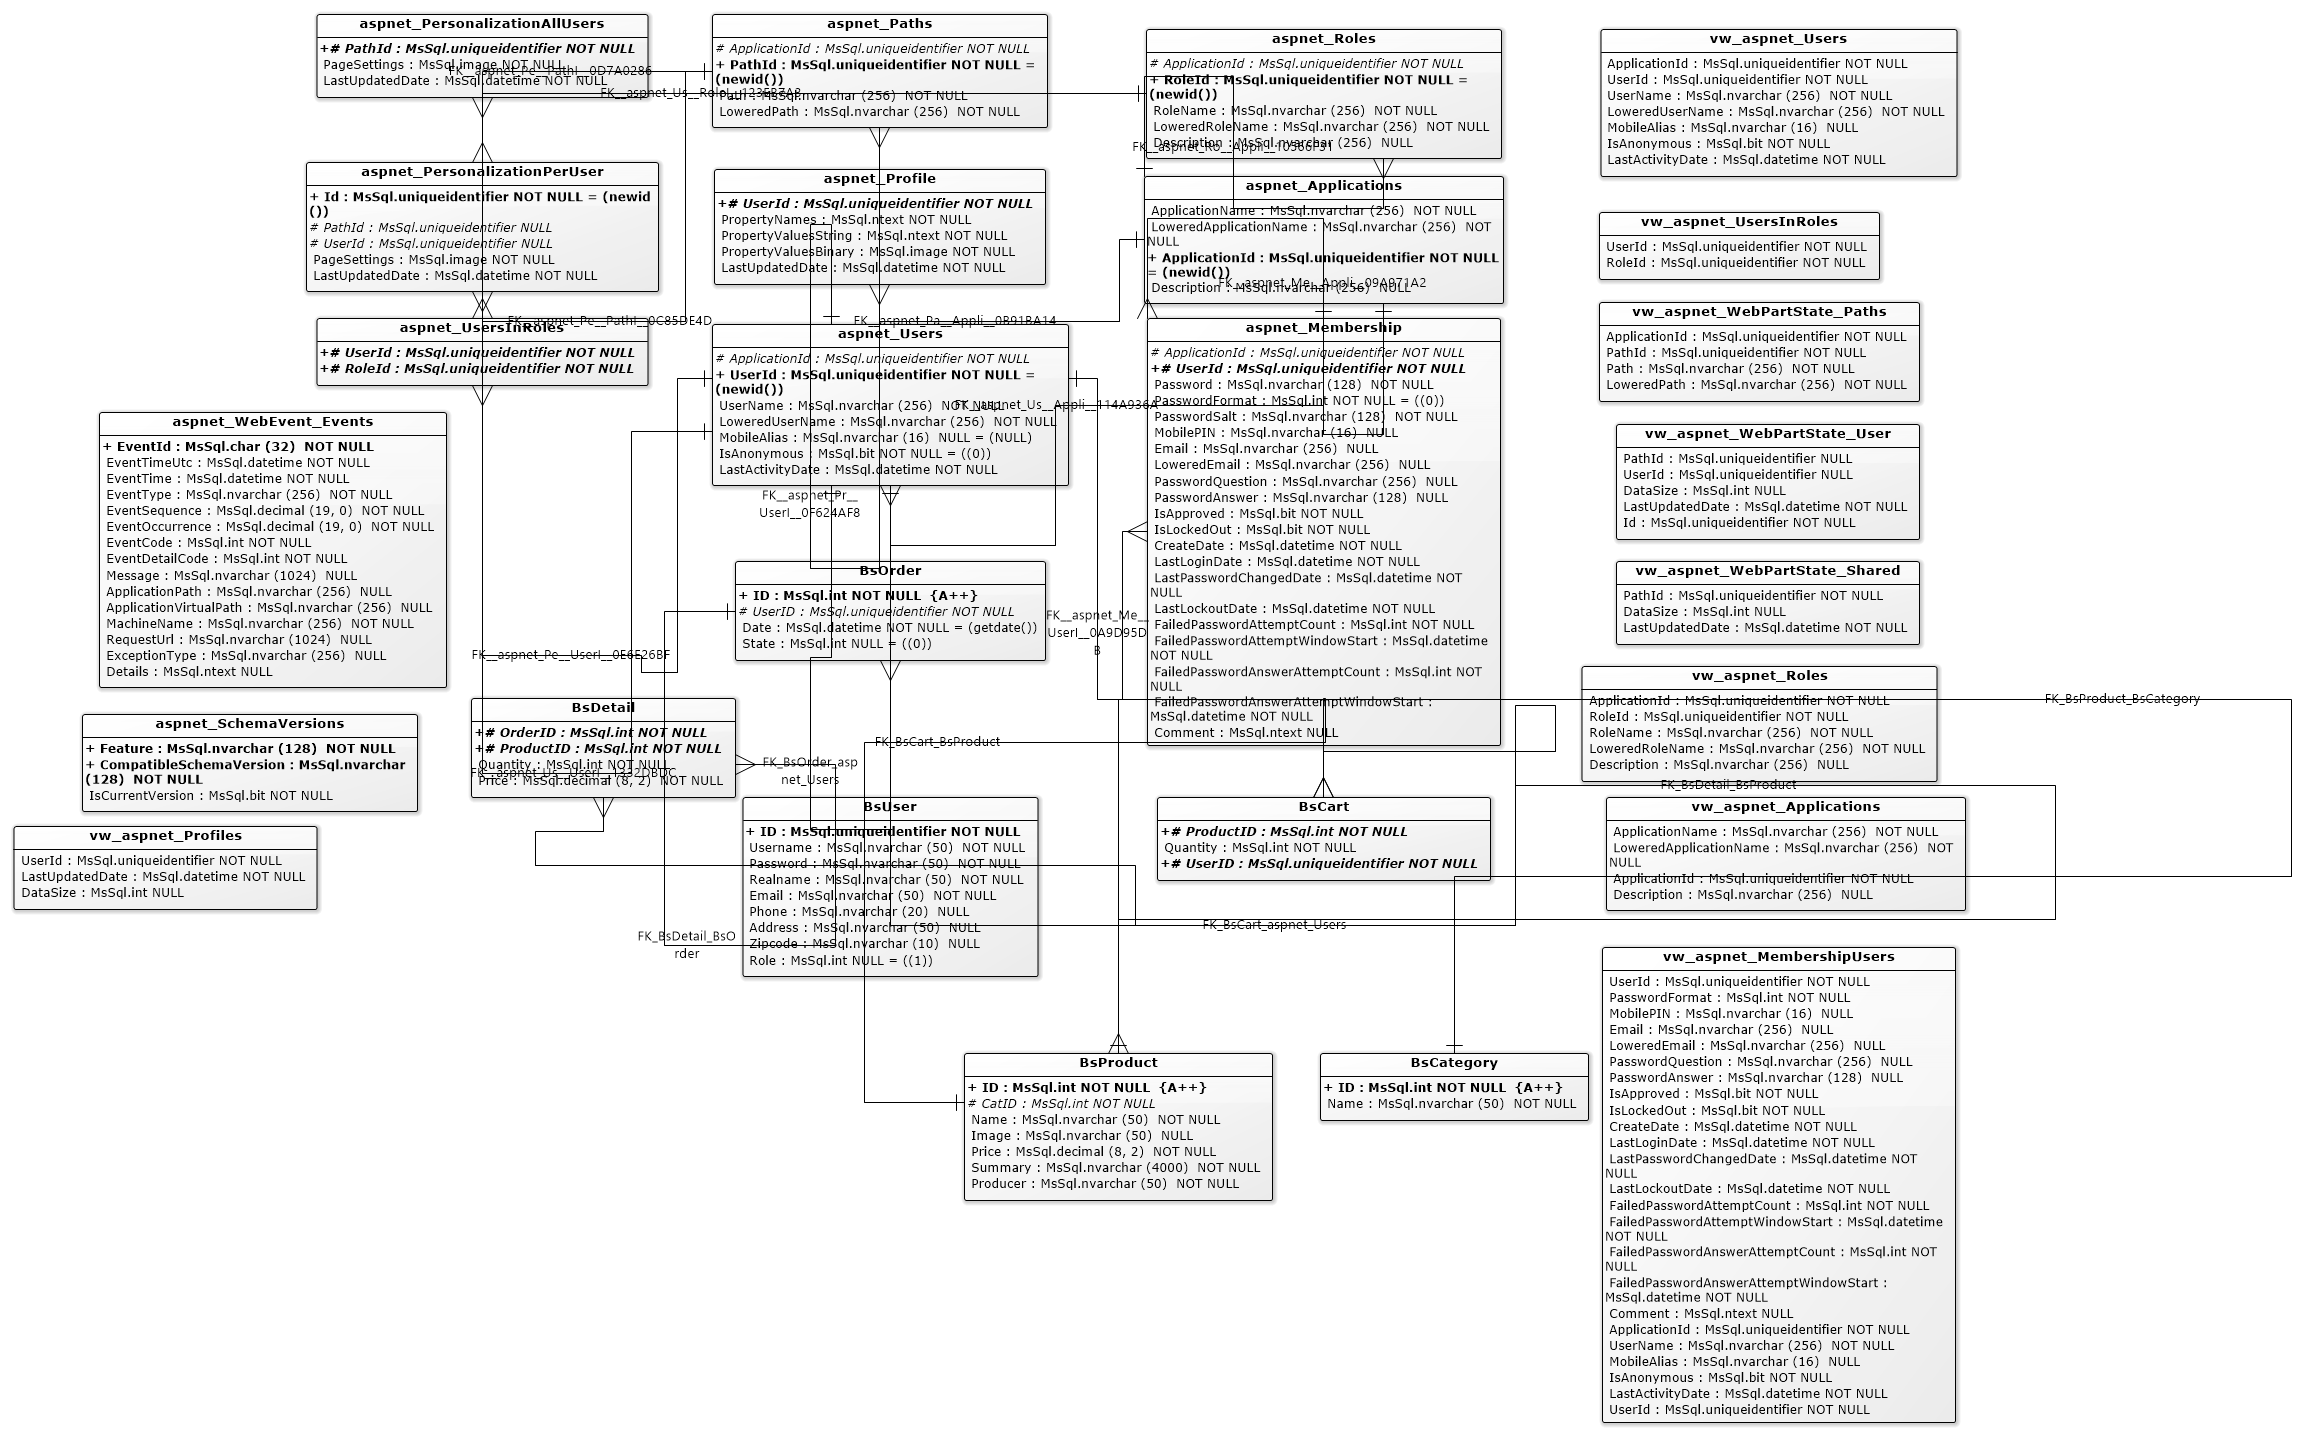 aspnet_PersonalizationAllUsers
+# PathId : MsSql.uniqueidentifier NOT NULL
PageSettings : MsSql.image NOT NULL
LastUpdatedDate : MsSql.datetime NOT NULL
FK__aspnet_Pe__PathI__0D7A0286
aspnet_Paths
# ApplicationId : MsSql.uniqueidentifier NOT NULL
+ PathId : MsSql.uniqueidentifier NOT NULL =
(newid())
Path : MsSql.nvarchar (256)  NOT NULL
LoweredPath : MsSql.nvarchar (256)  NOT NULL
aspnet_Roles
# ApplicationId : MsSql.uniqueidentifier NOT NULL
+ RoleId : MsSql.uniqueidentifier NOT NULL =
(newid())
RoleName : MsSql.nvarchar (256)  NOT NULL
LoweredRoleName : MsSql.nvarchar (256)  NOT NULL
Description : MsSql.nvarchar (256)  NULL
vw_aspnet_Users
ApplicationId : MsSql.uniqueidentifier NOT NULL
UserId : MsSql.uniqueidentifier NOT NULL
UserName : MsSql.nvarchar (256)  NOT NULL
LoweredUserName : MsSql.nvarchar (256)  NOT NULL
MobileAlias : MsSql.nvarchar (16)  NULL
IsAnonymous : MsSql.bit NOT NULL
LastActivityDate : MsSql.datetime NOT NULL
aspnet_PersonalizationPerUser
+ Id : MsSql.uniqueidentifier NOT NULL = (newid
())
# PathId : MsSql.uniqueidentifier NULL
# UserId : MsSql.uniqueidentifier NULL
PageSettings : MsSql.image NOT NULL
LastUpdatedDate : MsSql.datetime NOT NULL
aspnet_Profile
+# UserId : MsSql.uniqueidentifier NOT NULL
PropertyNames : MsSql.ntext NOT NULL
PropertyValuesString : MsSql.ntext NOT NULL
PropertyValuesBinary : MsSql.image NOT NULL
LastUpdatedDate : MsSql.datetime NOT NULL
aspnet_Applications
ApplicationName : MsSql.nvarchar (256)  NOT NULL
LoweredApplicationName : MsSql.nvarchar (256)  NOT
NULL
+ ApplicationId : MsSql.uniqueidentifier NOT NULL
= (newid())
Description : MsSql.nvarchar (256)  NULL
FK__aspnet_Me__Appli__09A971A2
vw_aspnet_UsersInRoles
UserId : MsSql.uniqueidentifier NOT NULL
RoleId : MsSql.uniqueidentifier NOT NULL
vw_aspnet_WebPartState_Paths
ApplicationId : MsSql.uniqueidentifier NOT NULL
PathId : MsSql.uniqueidentifier NOT NULL
Path : MsSql.nvarchar (256)  NOT NULL
LoweredPath : MsSql.nvarchar (256)  NOT NULL
FK__aspnet_Pe__PathI__0C85DE4D
FK__aspnet_Pa__Appli__0B91BA14
aspnet_UsersInRoles
+# UserId : MsSql.uniqueidentifier NOT NULL
+# RoleId : MsSql.uniqueidentifier NOT NULL
aspnet_Users
# ApplicationId : MsSql.uniqueidentifier NOT NULL
+ UserId : MsSql.uniqueidentifier NOT NULL =
(newid())
UserName : MsSql.nvarchar (256)  NOT NULL
LoweredUserName : MsSql.nvarchar (256)  NOT NULL
MobileAlias : MsSql.nvarchar (16)  NULL = (NULL)
IsAnonymous : MsSql.bit NOT NULL = ((0))
LastActivityDate : MsSql.datetime NOT NULL
FK__aspnet_Us__Appli__114A936A
aspnet_Membership
# ApplicationId : MsSql.uniqueidentifier NOT NULL
+# UserId : MsSql.uniqueidentifier NOT NULL
Password : MsSql.nvarchar (128)  NOT NULL
PasswordFormat : MsSql.int NOT NULL = ((0))
PasswordSalt : MsSql.nvarchar (128)  NOT NULL
MobilePIN : MsSql.nvarchar (16)  NULL
Email : MsSql.nvarchar (256)  NULL
LoweredEmail : MsSql.nvarchar (256)  NULL
PasswordQuestion : MsSql.nvarchar (256)  NULL
PasswordAnswer : MsSql.nvarchar (128)  NULL
IsApproved : MsSql.bit NOT NULL
IsLockedOut : MsSql.bit NOT NULL
CreateDate : MsSql.datetime NOT NULL
LastLoginDate : MsSql.datetime NOT NULL
LastPasswordChangedDate : MsSql.datetime NOT
NULL
LastLockoutDate : MsSql.datetime NOT NULL
FailedPasswordAttemptCount : MsSql.int NOT NULL
FailedPasswordAttemptWindowStart : MsSql.datetime
NOT NULL
FailedPasswordAnswerAttemptCount : MsSql.int NOT
NULL
FailedPasswordAnswerAttemptWindowStart :
MsSql.datetime NOT NULL
Comment : MsSql.ntext NULL
vw_aspnet_WebPartState_User
PathId : MsSql.uniqueidentifier NULL
UserId : MsSql.uniqueidentifier NULL
DataSize : MsSql.int NULL
LastUpdatedDate : MsSql.datetime NOT NULL
Id : MsSql.uniqueidentifier NOT NULL
aspnet_WebEvent_Events
+ EventId : MsSql.char (32)  NOT NULL
EventTimeUtc : MsSql.datetime NOT NULL
EventTime : MsSql.datetime NOT NULL
EventType : MsSql.nvarchar (256)  NOT NULL
EventSequence : MsSql.decimal (19, 0)  NOT NULL
EventOccurrence : MsSql.decimal (19, 0)  NOT NULL
EventCode : MsSql.int NOT NULL
EventDetailCode : MsSql.int NOT NULL
Message : MsSql.nvarchar (1024)  NULL
ApplicationPath : MsSql.nvarchar (256)  NULL
ApplicationVirtualPath : MsSql.nvarchar (256)  NULL
MachineName : MsSql.nvarchar (256)  NOT NULL
RequestUrl : MsSql.nvarchar (1024)  NULL
ExceptionType : MsSql.nvarchar (256)  NULL
Details : MsSql.ntext NULL
FK__aspnet_Pr__
UserI__0F624AF8
BsOrder
+ ID : MsSql.int NOT NULL  {A++}
# UserID : MsSql.uniqueidentifier NOT NULL
Date : MsSql.datetime NOT NULL = (getdate())
State : MsSql.int NULL = ((0))
FK__aspnet_Me__
UserI__0A9D95D
B
vw_aspnet_WebPartState_Shared
PathId : MsSql.uniqueidentifier NOT NULL
DataSize : MsSql.int NULL
LastUpdatedDate : MsSql.datetime NOT NULL
FK__aspnet_Pe__UserI__0E6E26BF
vw_aspnet_Roles
ApplicationId : MsSql.uniqueidentifier NOT NULL
RoleId : MsSql.uniqueidentifier NOT NULL
RoleName : MsSql.nvarchar (256)  NOT NULL
LoweredRoleName : MsSql.nvarchar (256)  NOT NULL
Description : MsSql.nvarchar (256)  NULL
FK_BsProduct_BsCategory
aspnet_SchemaVersions
+ Feature : MsSql.nvarchar (128)  NOT NULL
+ CompatibleSchemaVersion : MsSql.nvarchar
(128)  NOT NULL
IsCurrentVersion : MsSql.bit NOT NULL
BsDetail
+# OrderID : MsSql.int NOT NULL
+# ProductID : MsSql.int NOT NULL
Quantity : MsSql.int NOT NULL
Price : MsSql.decimal (8, 2)  NOT NULL
FK__aspnet_Us__UserI__1332DBDC
FK_BsCart_BsProduct
FK_BsOrder_asp
net_Users
FK_BsDetail_BsProduct
vw_aspnet_Profiles
UserId : MsSql.uniqueidentifier NOT NULL
LastUpdatedDate : MsSql.datetime NOT NULL
DataSize : MsSql.int NULL
BsUser
+ ID : MsSql.uniqueidentifier NOT NULL
Username : MsSql.nvarchar (50)  NOT NULL
Password : MsSql.nvarchar (50)  NOT NULL
Realname : MsSql.nvarchar (50)  NOT NULL
Email : MsSql.nvarchar (50)  NOT NULL
Phone : MsSql.nvarchar (20)  NULL
Address : MsSql.nvarchar (50)  NULL
Zipcode : MsSql.nvarchar (10)  NULL
Role : MsSql.int NULL = ((1))
BsCart
+# ProductID : MsSql.int NOT NULL
Quantity : MsSql.int NOT NULL
+# UserID : MsSql.uniqueidentifier NOT NULL
vw_aspnet_Applications
ApplicationName : MsSql.nvarchar (256)  NOT NULL
LoweredApplicationName : MsSql.nvarchar (256)  NOT
NULL
ApplicationId : MsSql.uniqueidentifier NOT NULL
Description : MsSql.nvarchar (256)  NULL
FK_BsCart_aspnet_Users
FK_BsDetail_BsO
rder
vw_aspnet_MembershipUsers
UserId : MsSql.uniqueidentifier NOT NULL
PasswordFormat : MsSql.int NOT NULL
MobilePIN : MsSql.nvarchar (16)  NULL
Email : MsSql.nvarchar (256)  NULL
LoweredEmail : MsSql.nvarchar (256)  NULL
PasswordQuestion : MsSql.nvarchar (256)  NULL
PasswordAnswer : MsSql.nvarchar (128)  NULL
IsApproved : MsSql.bit NOT NULL
IsLockedOut : MsSql.bit NOT NULL
CreateDate : MsSql.datetime NOT NULL
LastLoginDate : MsSql.datetime NOT NULL
LastPasswordChangedDate : MsSql.datetime NOT
NULL
LastLockoutDate : MsSql.datetime NOT NULL
FailedPasswordAttemptCount : MsSql.int NOT NULL
FailedPasswordAttemptWindowStart : MsSql.datetime
NOT NULL
FailedPasswordAnswerAttemptCount : MsSql.int NOT
NULL
FailedPasswordAnswerAttemptWindowStart :
MsSql.datetime NOT NULL
Comment : MsSql.ntext NULL
ApplicationId : MsSql.uniqueidentifier NOT NULL
UserName : MsSql.nvarchar (256)  NOT NULL
MobileAlias : MsSql.nvarchar (16)  NULL
IsAnonymous : MsSql.bit NOT NULL
LastActivityDate : MsSql.datetime NOT NULL
UserId : MsSql.uniqueidentifier NOT NULL
BsProduct
+ ID : MsSql.int NOT NULL  {A++}
# CatID : MsSql.int NOT NULL
Name : MsSql.nvarchar (50)  NOT NULL
Image : MsSql.nvarchar (50)  NULL
Price : MsSql.decimal (8, 2)  NOT NULL
Summary : MsSql.nvarchar (4000)  NOT NULL
Producer : MsSql.nvarchar (50)  NOT NULL
BsCategory
+ ID : MsSql.int NOT NULL  {A++}
Name : MsSql.nvarchar (50)  NOT NULL